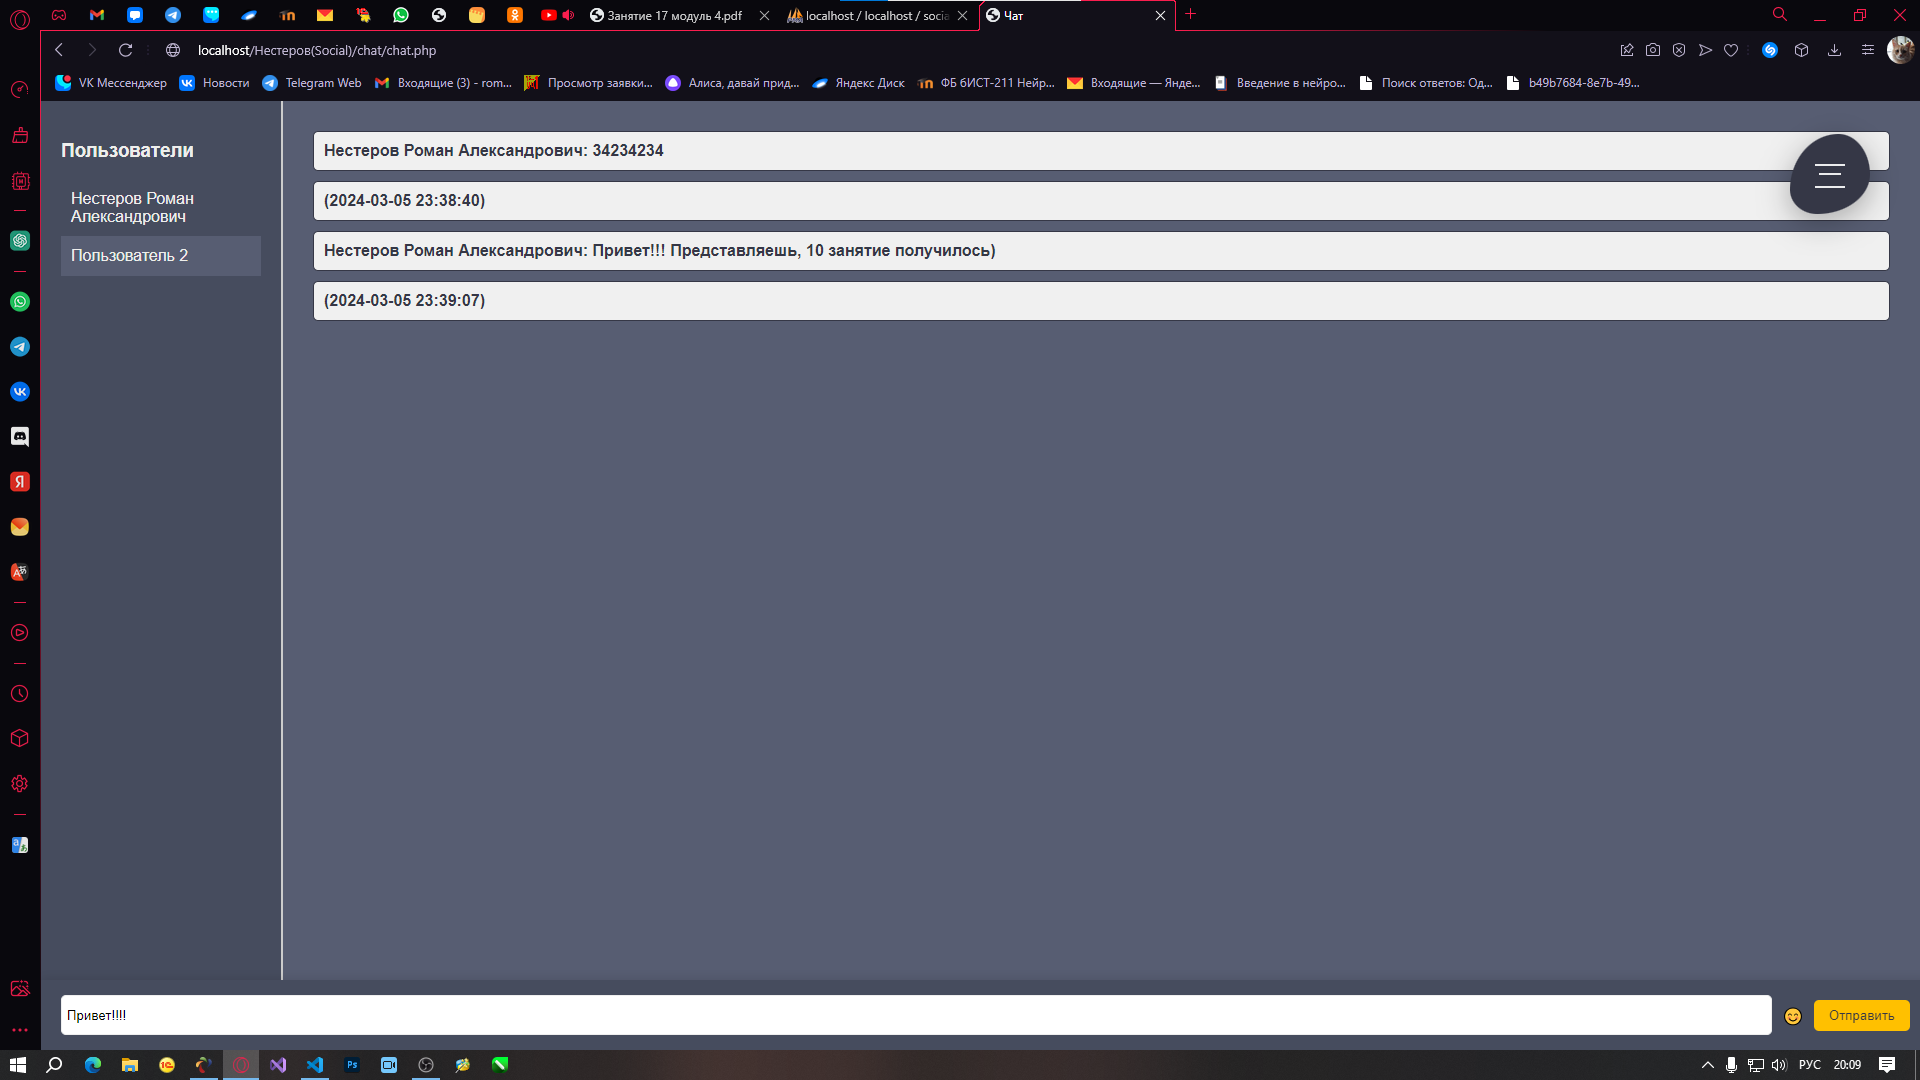 Занятие 17 модуль 4.pdf
localhost / localhost / socia
Чат
localhost/Нестеров(Social)/chat/chat.php
VK Мессенджер
Новости
Telegram Web
Входящие (3) - rom...
Просмотр заявки...
Алиса, давай прид...
Яндекс Диск
ФБ бИСТ-211 Нейр...
Входящие — Янде...
Введение в нейро...
Поиск ответов: Од...
b49b7684-8e7b-49...
Пользователи
Нестеров Роман
Александрович
Пользователь 2
Нестеров Роман Александрович: 34234234
(2024-03-05 23:38:40)
Нестеров Роман Александрович: Привет!!! Представляешь, 10 занятие получилось)
(2024-03-05 23:39:07)
Привет!!!!
Отправить
РУС
20:09